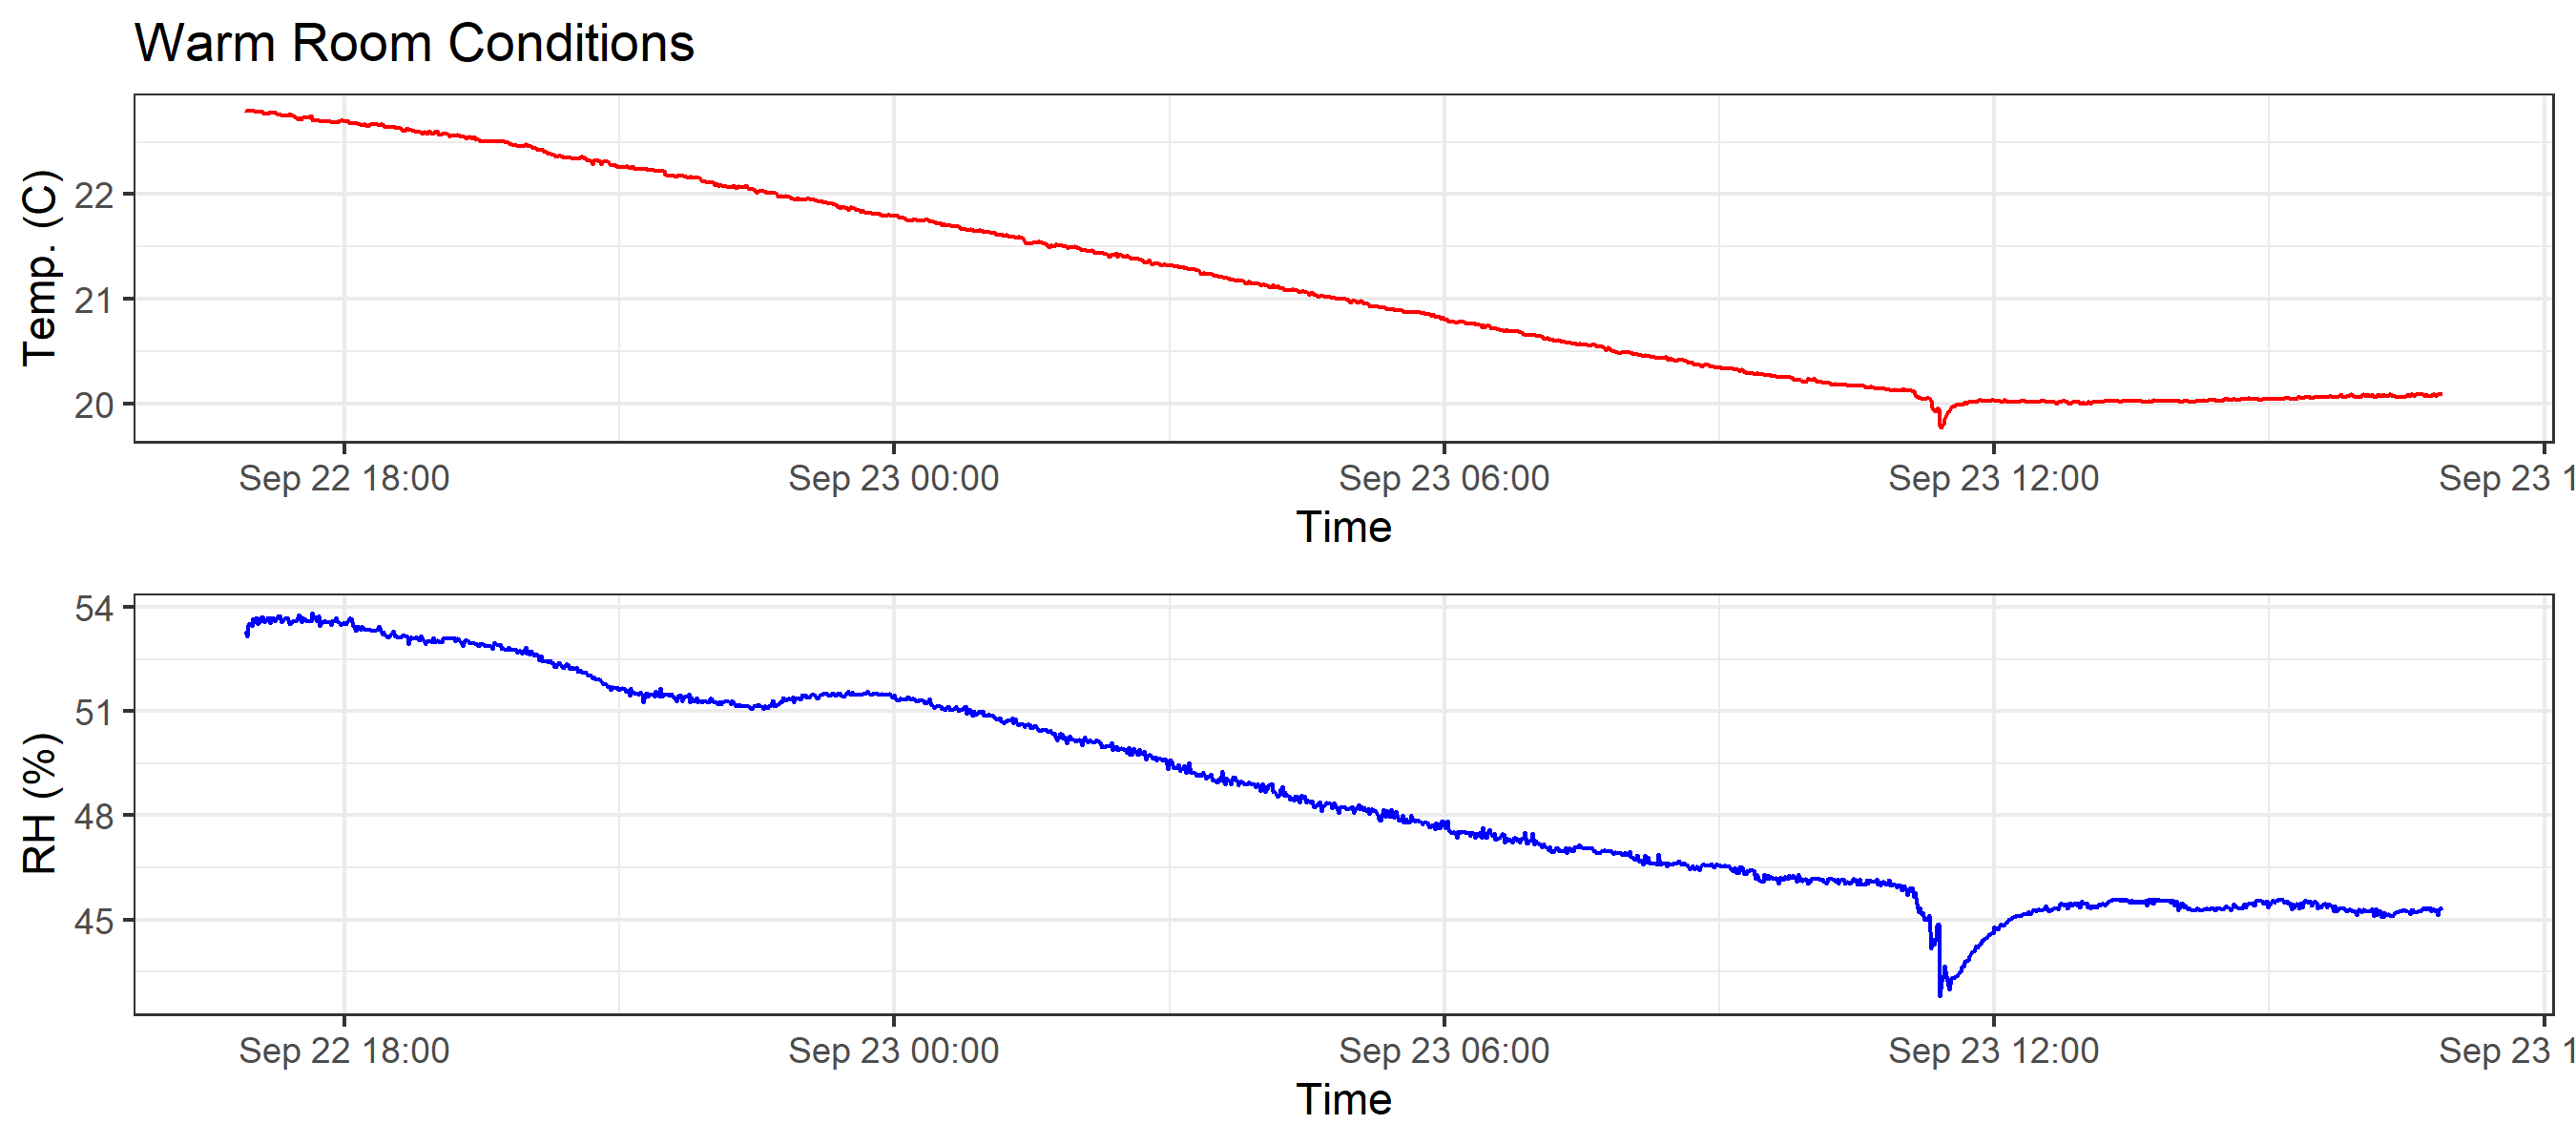 Warm Room Conditions
Temp. (C)
22
21
20
Sep 22 18:00 Sep 23 00:00 Sep 23 06:00 Sep 23 12:00 Sep 23 1
Time
RH (%)
54
51
48
45
Sep 22 18:00 Sep 23 00:00 Sep 23 06:00 Sep 23 12:00 Sep 23 1
Time